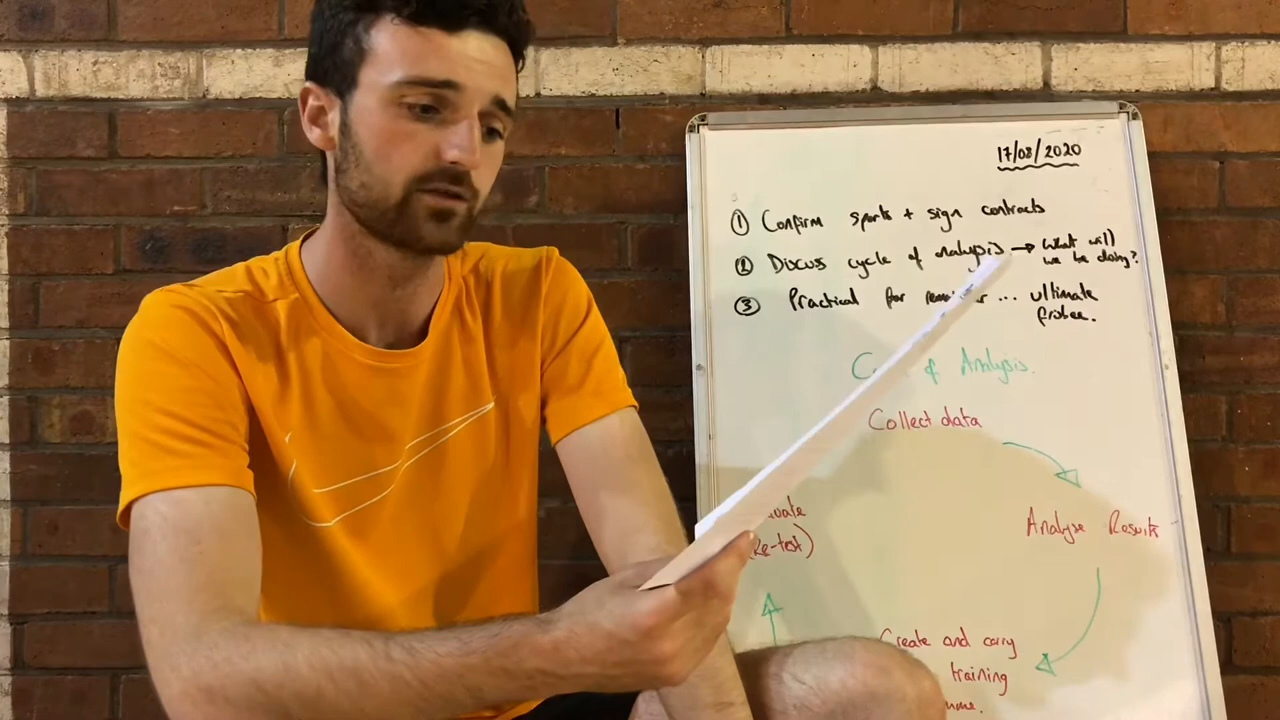 17/08/2020
① Confirm sports + sign contracts
② Discuss cycle of analysis → What will
we be doing?
③ Practical for ... ultimate
frisbee.
of Analysis.
Collect data
Analyse Results
(Re-test)
Create and carry
training